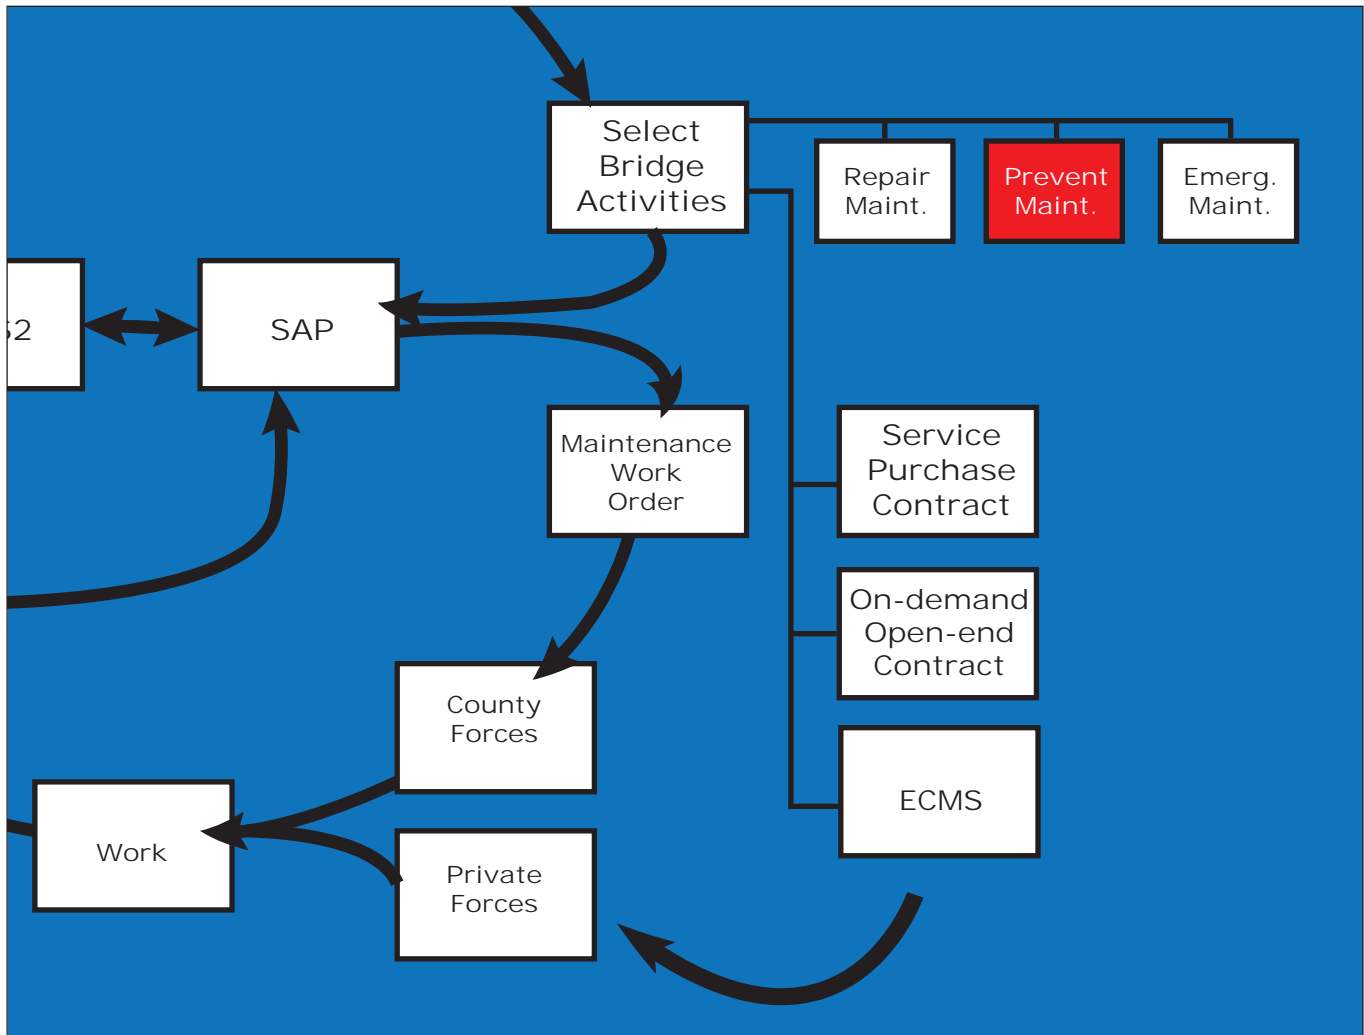 Select
Bridge
Activities
Repair
Maint.
Prevent
Maint.
Emerg.
Maint.
SAP
Maintenance
Work
Order
Service
Purchase
Contract
On-demand
Open-end
Contract
County
Forces
ECMS
Work
Private
Forces